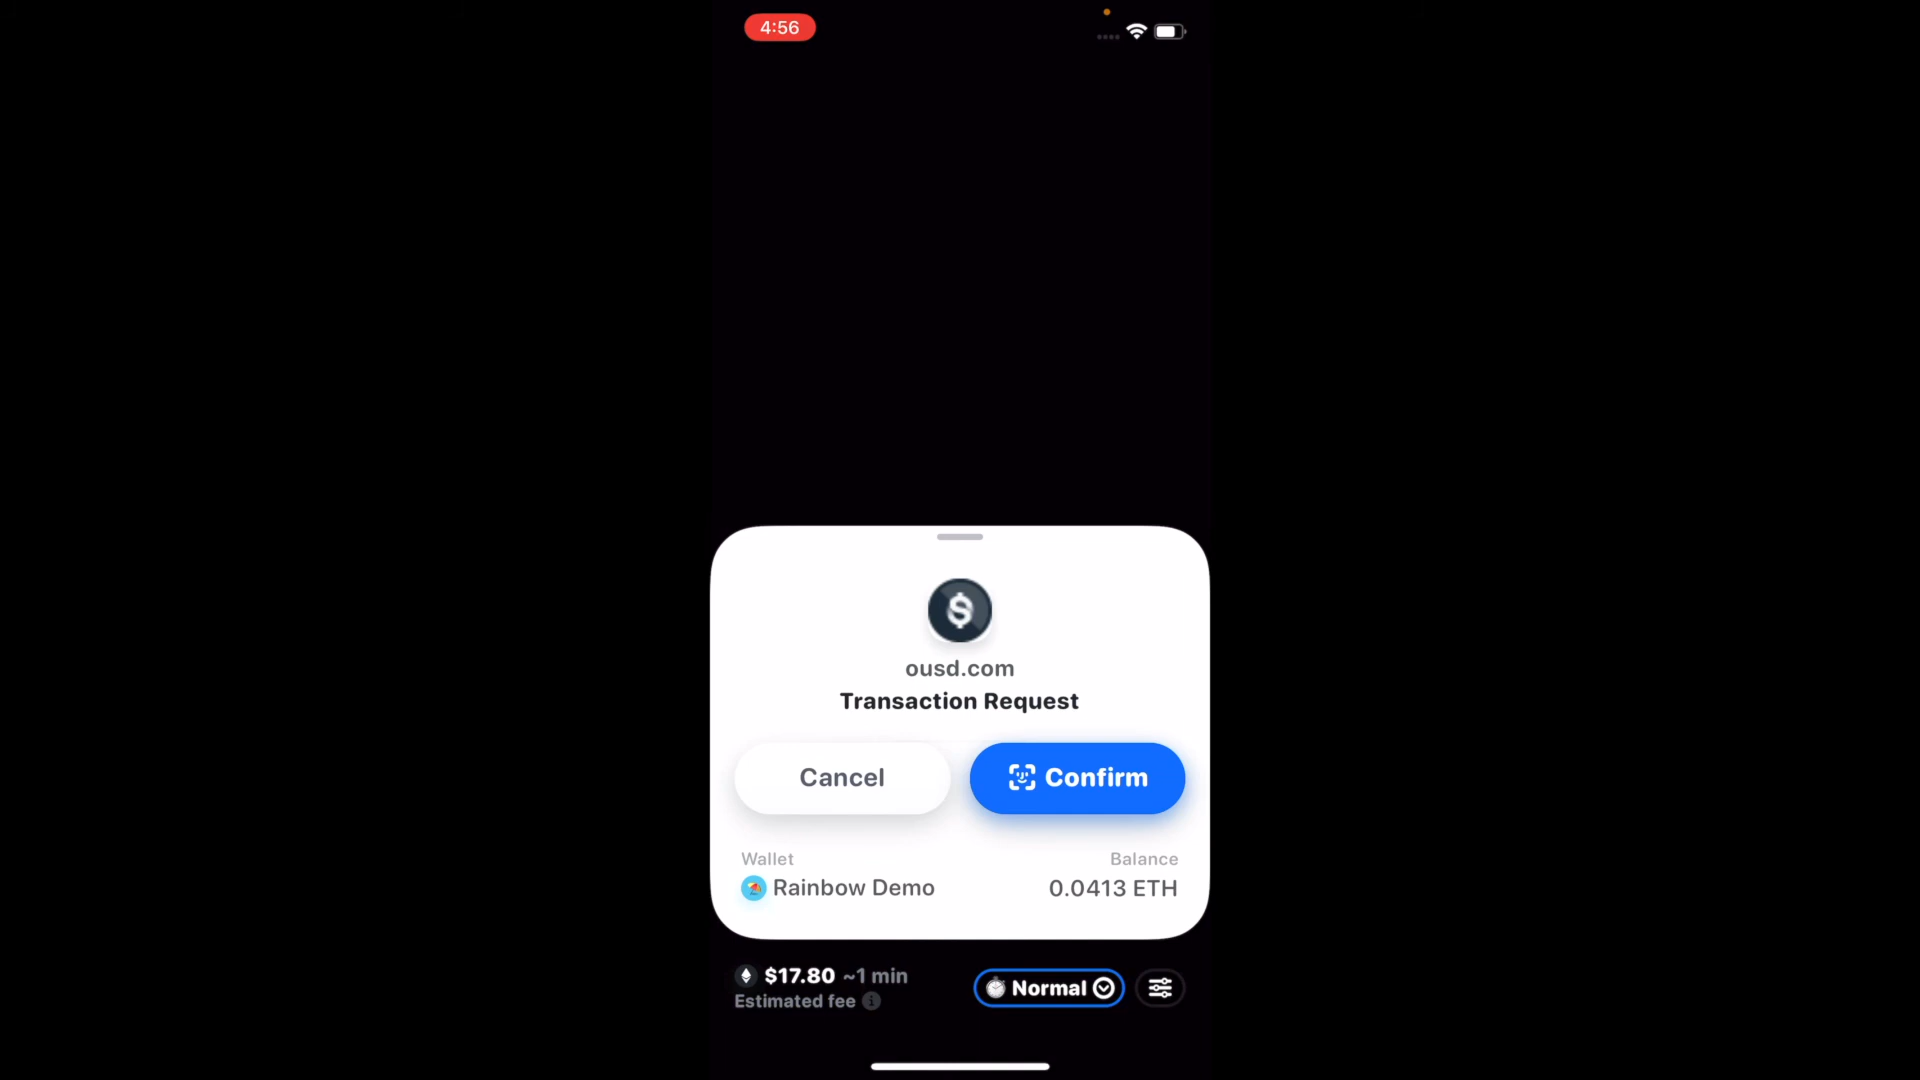 4:56
ousd.com
Transaction Request
Cancel
Confirm
Wallet
Balance
Rainbow Demo
0.0413 ETH
$17.80 ~1 min
Normal
Estimated fee